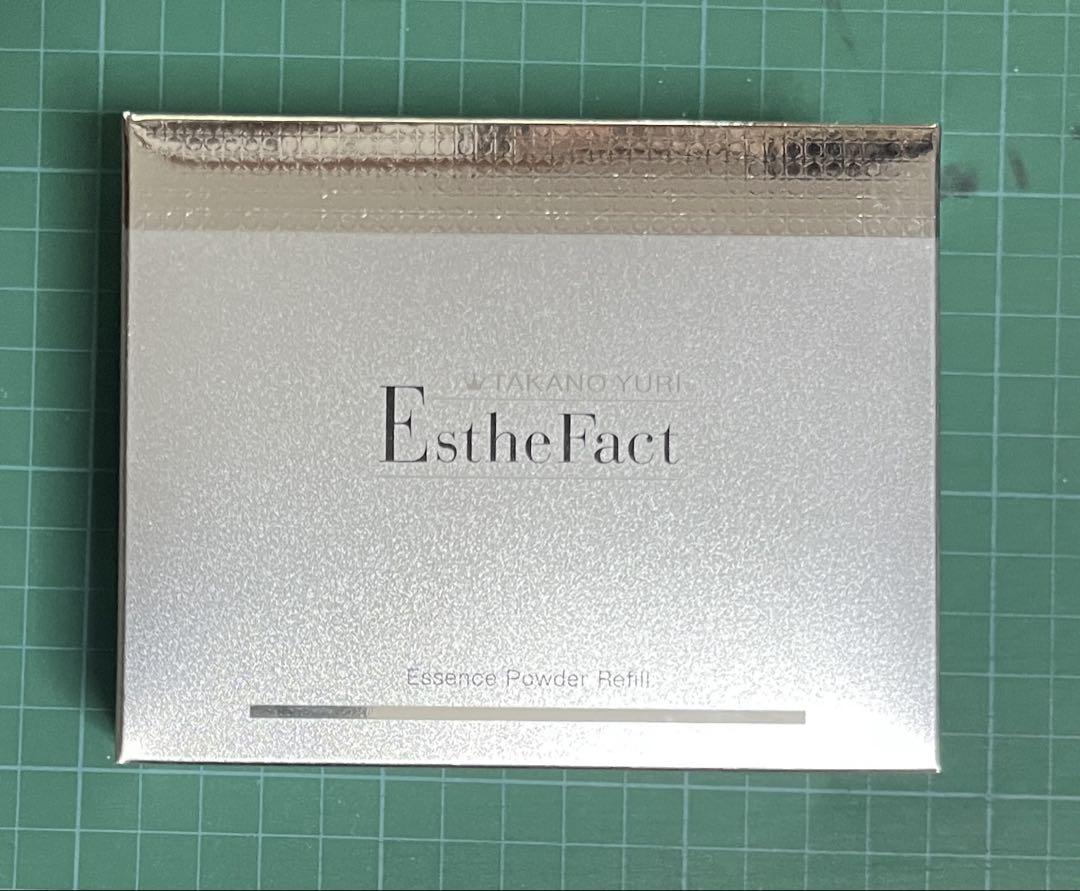 TAKANO YURI
EstheFact
Essence Powder Refill